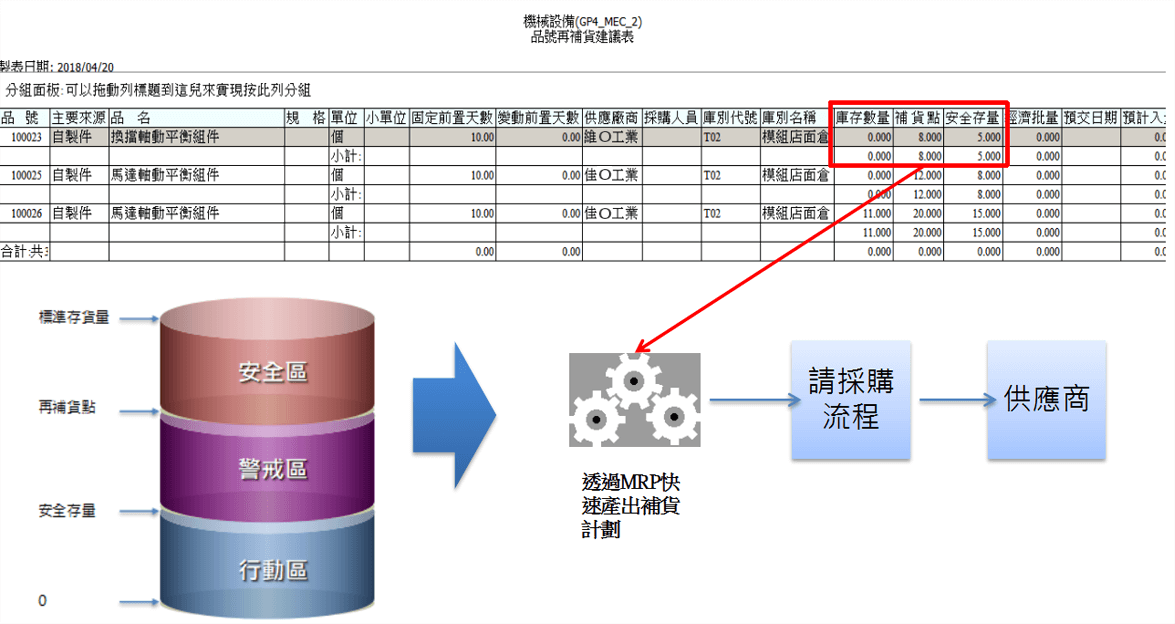 機械設備(GP4_MEC_2)
品號再補貨建議表
製表日期: 2018/04/20
分組面板:可以拖動列標題到這兒來實現按此列分組
品 號 主要來源 品 名 規 格 單位 小單位 固定前置天數 變動前置天數 供應廠商 採購人員 庫別代號 庫別名稱 庫存數量 補貨點 安全存量 經濟批量 預交日期 預計入
100023 自製件 換擋軸動平衡組件 個 10.00 0.00 維O工業 T02 模組店面倉 0.000 8.000 5.000 0.000 0.0
小計: 0.000 8.000 5.000 0.000 0.0
100025 自製件 馬達軸動平衡組件 個 10.00 0.00 佳O工業 T02 模組店面倉 0.000 12.000 8.000 0.000 0.0
小計: 0.000 12.000 8.000 0.000 0.0
100026 自製件 馬達軸動平衡組件 個 10.00 0.00 佳O工業 T02 模組店面倉 11.000 20.000 15.000 0.000 0.0
小計: 11.000 20.000 15.000 0.000 0.0
合計:共3 0.00 0.00 0.000 0.000 0.000 0.000 0.0
標準存貨量
安全區
再補貨點
警戒區
安全存量
行動區
0
透過MRP快
速產出補貨
計劃
請採購
流程
供應商